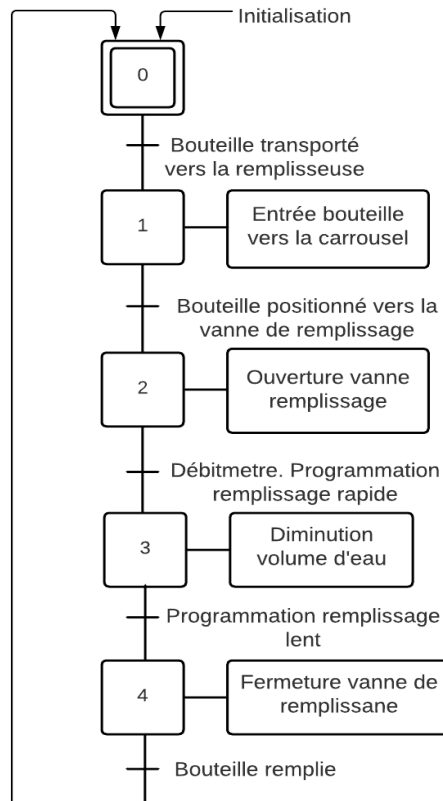 Initialisation
0
Bouteille transporté
vers la remplisseuse
1
Entrée bouteille
vers la carrousel
Bouteille positionné vers la
vanne de remplissage
2
Ouverture vanne
remplissage
Débitmetre. Programmation
remplissage rapide
3
Diminution
volume d'eau
Programmation remplissage
lent
4
Fermeture vanne de
remplissane
Bouteille remplie